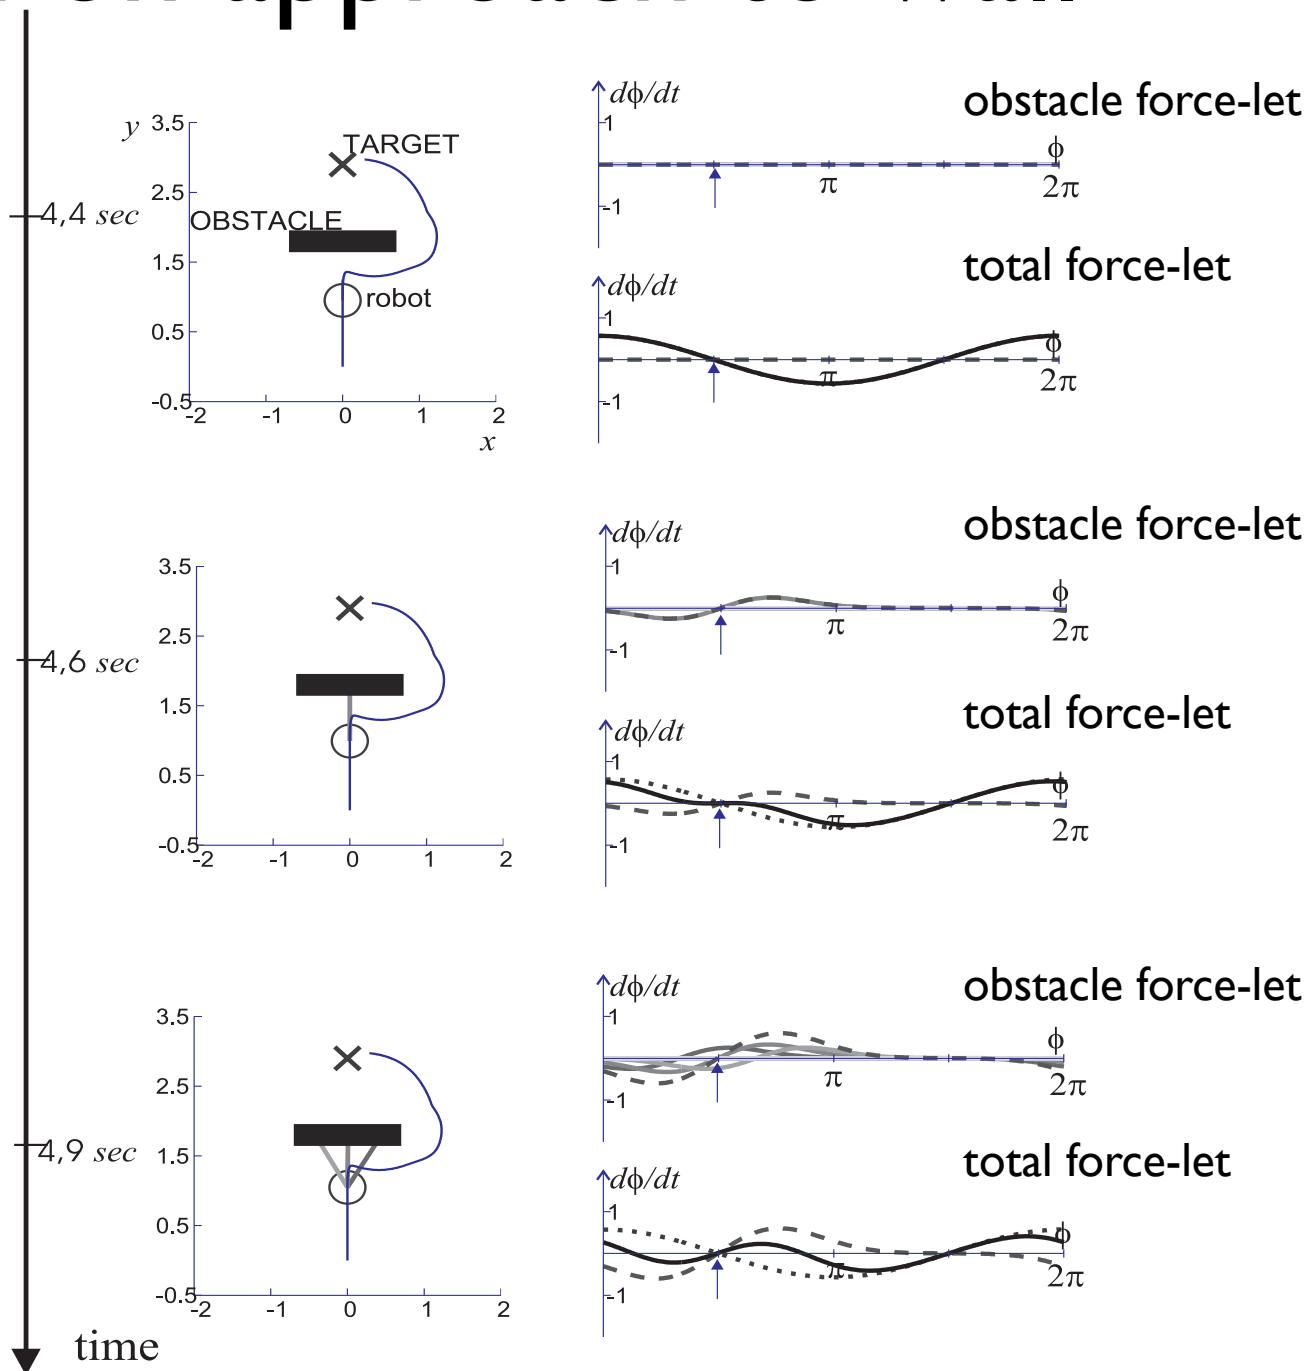 on approach to wall
4,4 sec
y
3.5
2.5
1.5
0.5
-0.5
-2 -1 0 1 2
x
TARGET
OBSTACLE
robot
dφ/dt
1
-1
π
φ
2π
obstacle force-let
dφ/dt
1
-1
π
φ
2π
total force-let
4,6 sec
3.5
2.5
1.5
0.5
-0.5
-2 -1 0 1 2
dφ/dt
1
-1
π
φ
2π
obstacle force-let
dφ/dt
1
-1
π
φ
2π
total force-let
4,9 sec
3.5
2.5
1.5
0.5
-0.5
-2 -1 0 1 2
dφ/dt
1
-1
π
φ
2π
obstacle force-let
dφ/dt
1
-1
π
φ
2π
total force-let
time